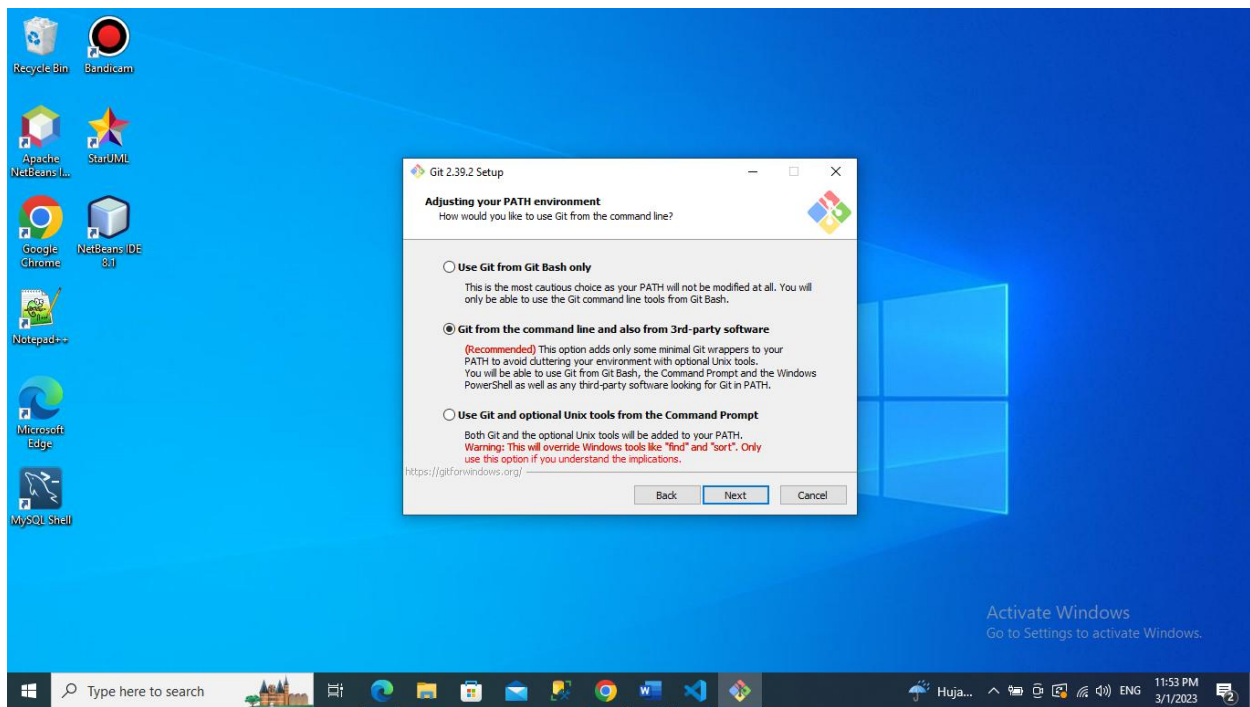 Recycle Bin
Bandicam
Apache
NetBeans I...
StarUML
Google
Chrome
NetBeans IDE
8.1
Notepad++
Microsoft
Edge
MySQL Shell
Git 2.39.2 Setup
Adjusting your PATH environment
How would you like to use Git from the command line?
Use Git from Git Bash only
This is the most cautious choice as your PATH will not be modified at all. You will
only be able to use the Git command line tools from Git Bash.
Git from the command line and also from 3rd-party software
(Recommended) This option adds only some minimal Git wrappers to your
PATH to avoid cluttering your environment with optional Unix tools.
You will be able to use Git from Git Bash, the Command Prompt and the Windows
PowerShell as well as any third-party software looking for Git in PATH.
Use Git and optional Unix tools from the Command Prompt
Both Git and the optional Unix tools will be added to your PATH.
Warning: This will override Windows tools like "find" and "sort". Only
use this option if you understand the implications.
https://gitforwindows.org/
Back
Next
Cancel
Activate Windows
Go to Settings to activate Windows.
Type here to search
Huja...
ENG
11:53 PM
3/1/2023
2